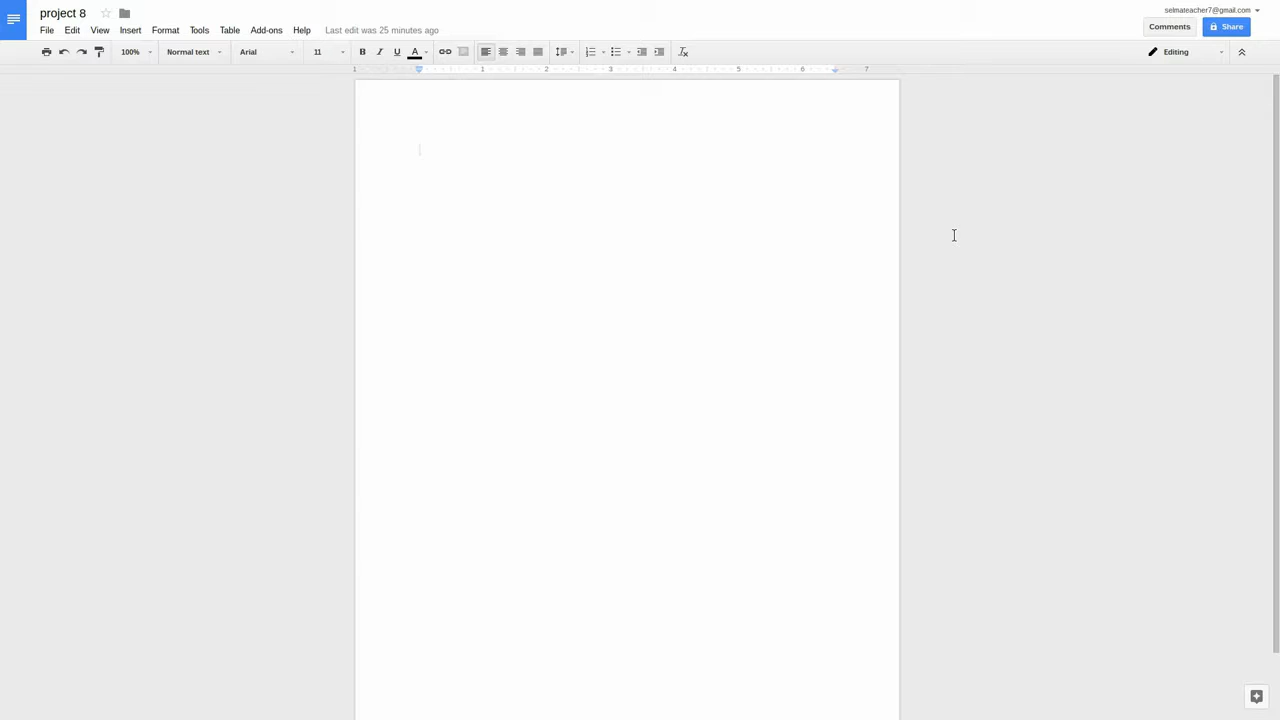 project 8
selmateacher7@gmail.com
File Edit View Insert Format Tools Table Add-ons Help Last edit was 25 minutes ago
Comments Share
100% Normal text Arial 11 B I U A Editing
1 1 2 3 4 5 6 7